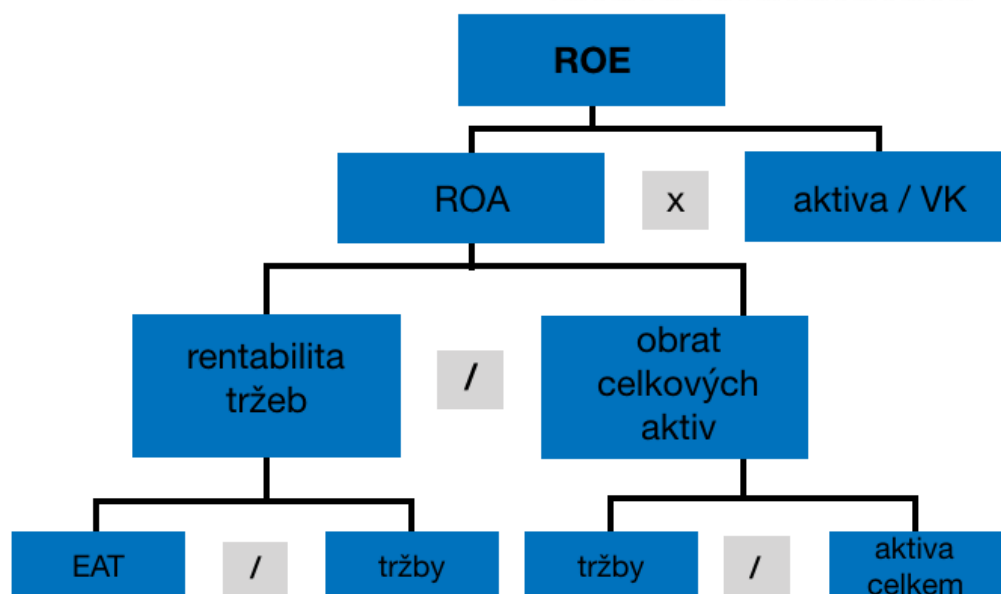 ROE
ROA
x
aktiva / VK
rentabilita
tržeb
/
obrat
celkových
aktiv
EAT
/
tržby
tržby
/
aktiva
celkem